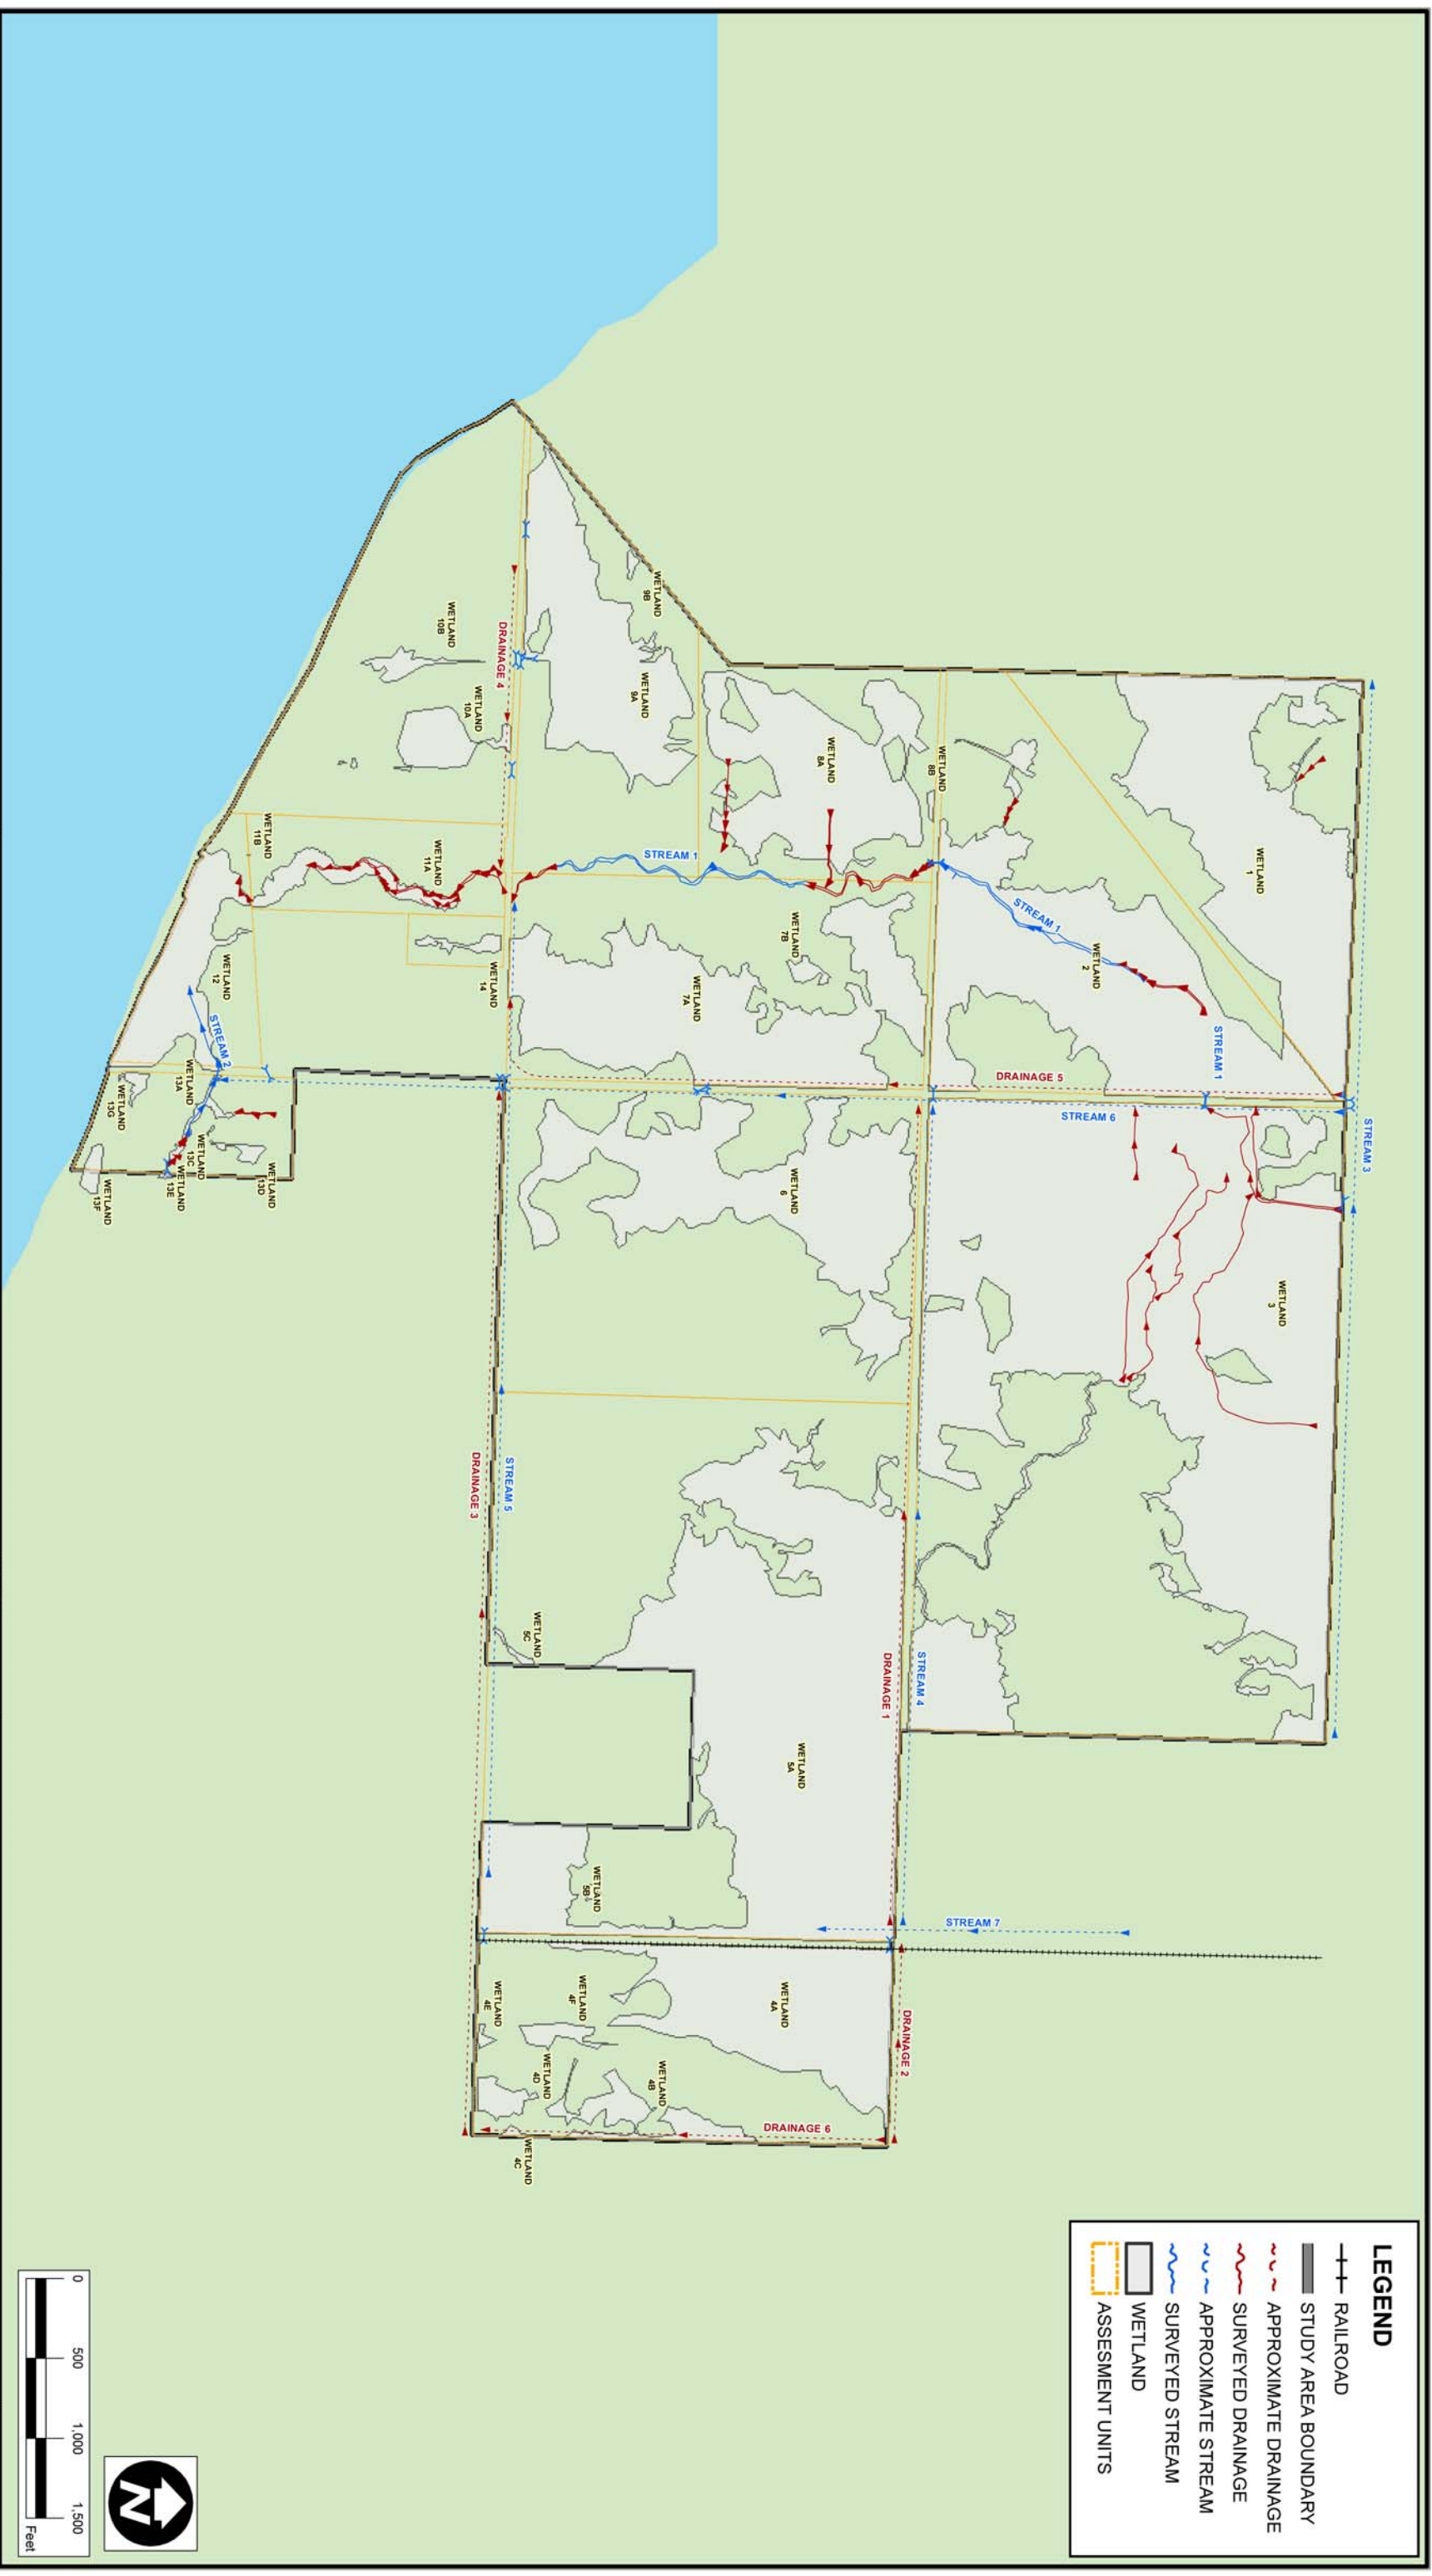 LEGEND
RAILROAD
STUDY AREA BOUNDARY
APPROXIMATE DRAINAGE
SURVEYED DRAINAGE
APPROXIMATE STREAM
SURVEYED STREAM
WETLAND
ASSESMENT UNITS
STREAM 3
WETLAND
1
WETLAND
3
STREAM 1
STREAM 6
WETLAND
2
STREAM 1
DRAINAGE 5
STREAM 7
WETLAND
8B
STREAM 4
DRAINAGE 2
DRAINAGE 1
WETLAND
8A
WETLAND
7B
WETLAND
6
WETLAND
5A
WETLAND
4A
DRAINAGE 6
WETLAND
9B
WETLAND
9A
STREAM 1
WETLAND
7A
WETLAND
4B
WETLAND
5B
WETLAND
4F
WETLAND
5C
WETLAND
4D
WETLAND
4C
DRAINAGE 4
STREAM 5
DRAINAGE 3
WETLAND
14
WETLAND
4E
WETLAND
10B
WETLAND
10A
WETLAND
11A
WETLAND
11B
WETLAND
12
STREAM 2
WETLAND
13A
WETLAND
13C
WETLAND
13D
WETLAND
13E
WETLAND
13G
WETLAND
13F
N
0 500 1,000 1,500
Feet